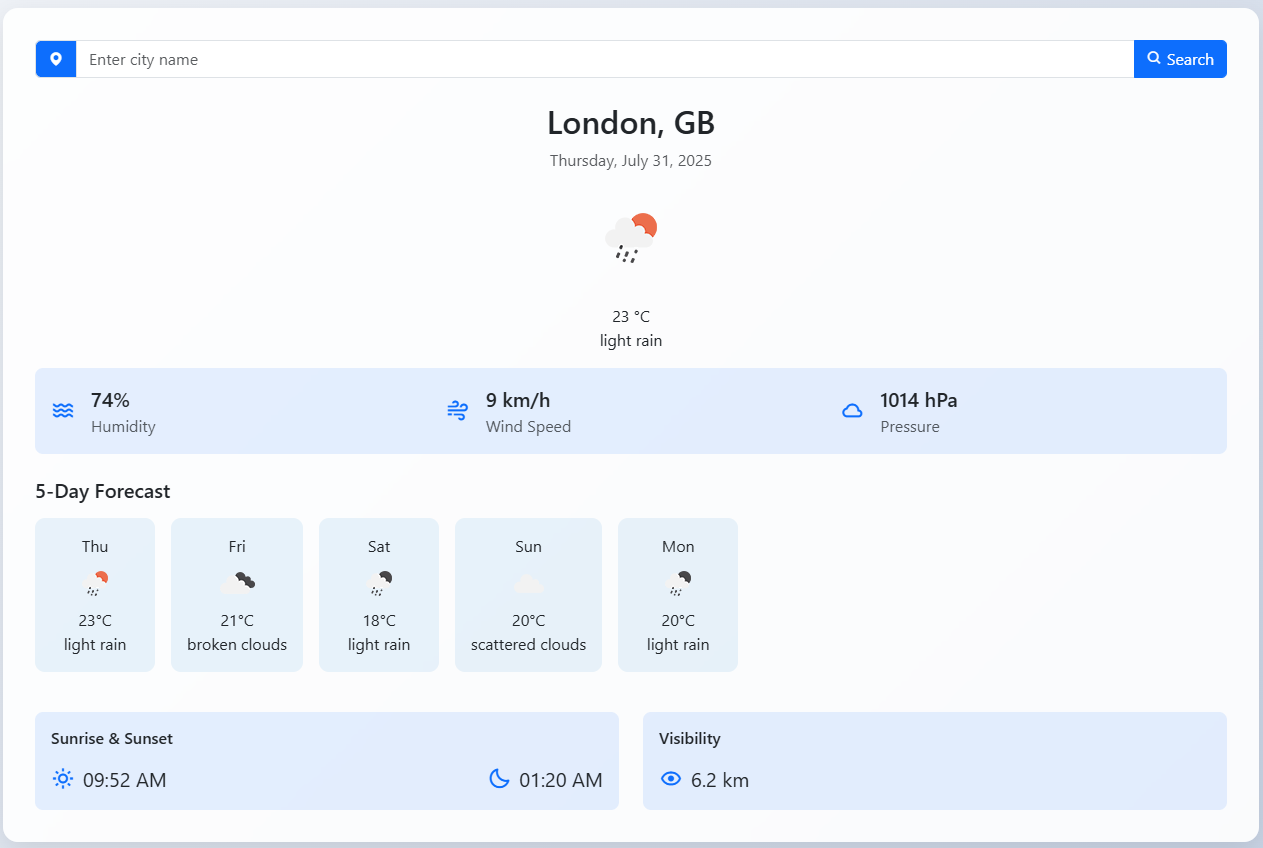 Enter city name
Search
London, GB
Thursday, July 31, 2025
23 °C
light rain
74%
Humidity
9 km/h
Wind Speed
1014 hPa
Pressure
5-Day Forecast
Thu
23°C
light rain
Fri
21°C
broken clouds
Sat
18°C
light rain
Sun
20°C
scattered clouds
Mon
20°C
light rain
Sunrise & Sunset
09:52 AM
01:20 AM
Visibility
6.2 km